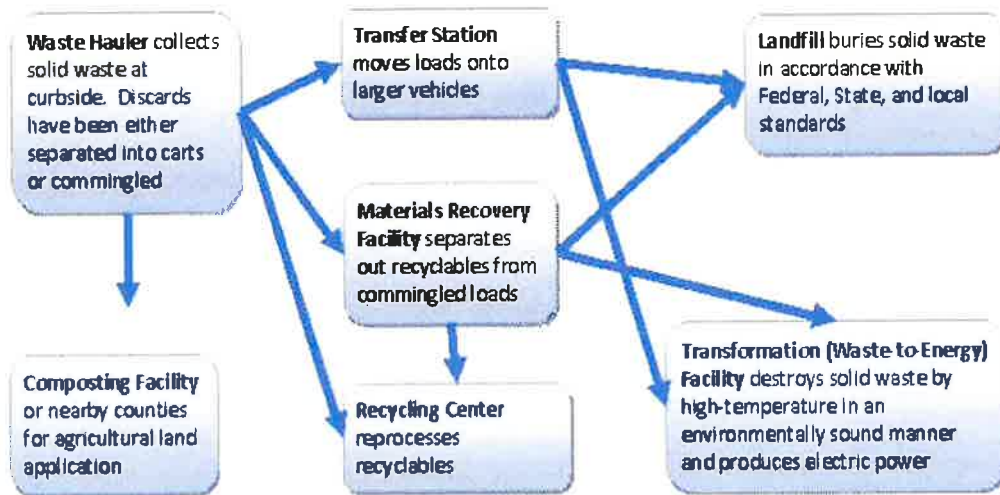 Waste Hauler collects
solid waste at
curbside. Discards
have been either
separated into carts
or commingled
Transfer Station
moves loads onto
larger vehicles
Landfill buries solid waste
in accordance with
Federal, State, and local
standards
Materials Recovery
Facility separates
out recyclables from
commingled loads
Composting Facility
or nearby counties
for agricultural land
application
Recycling Center
reprocesses
recyclables
Transformation (Waste-to-Energy)
Facility destroys solid waste by
high-temperature in an
environmentally sound manner
and produces electric power